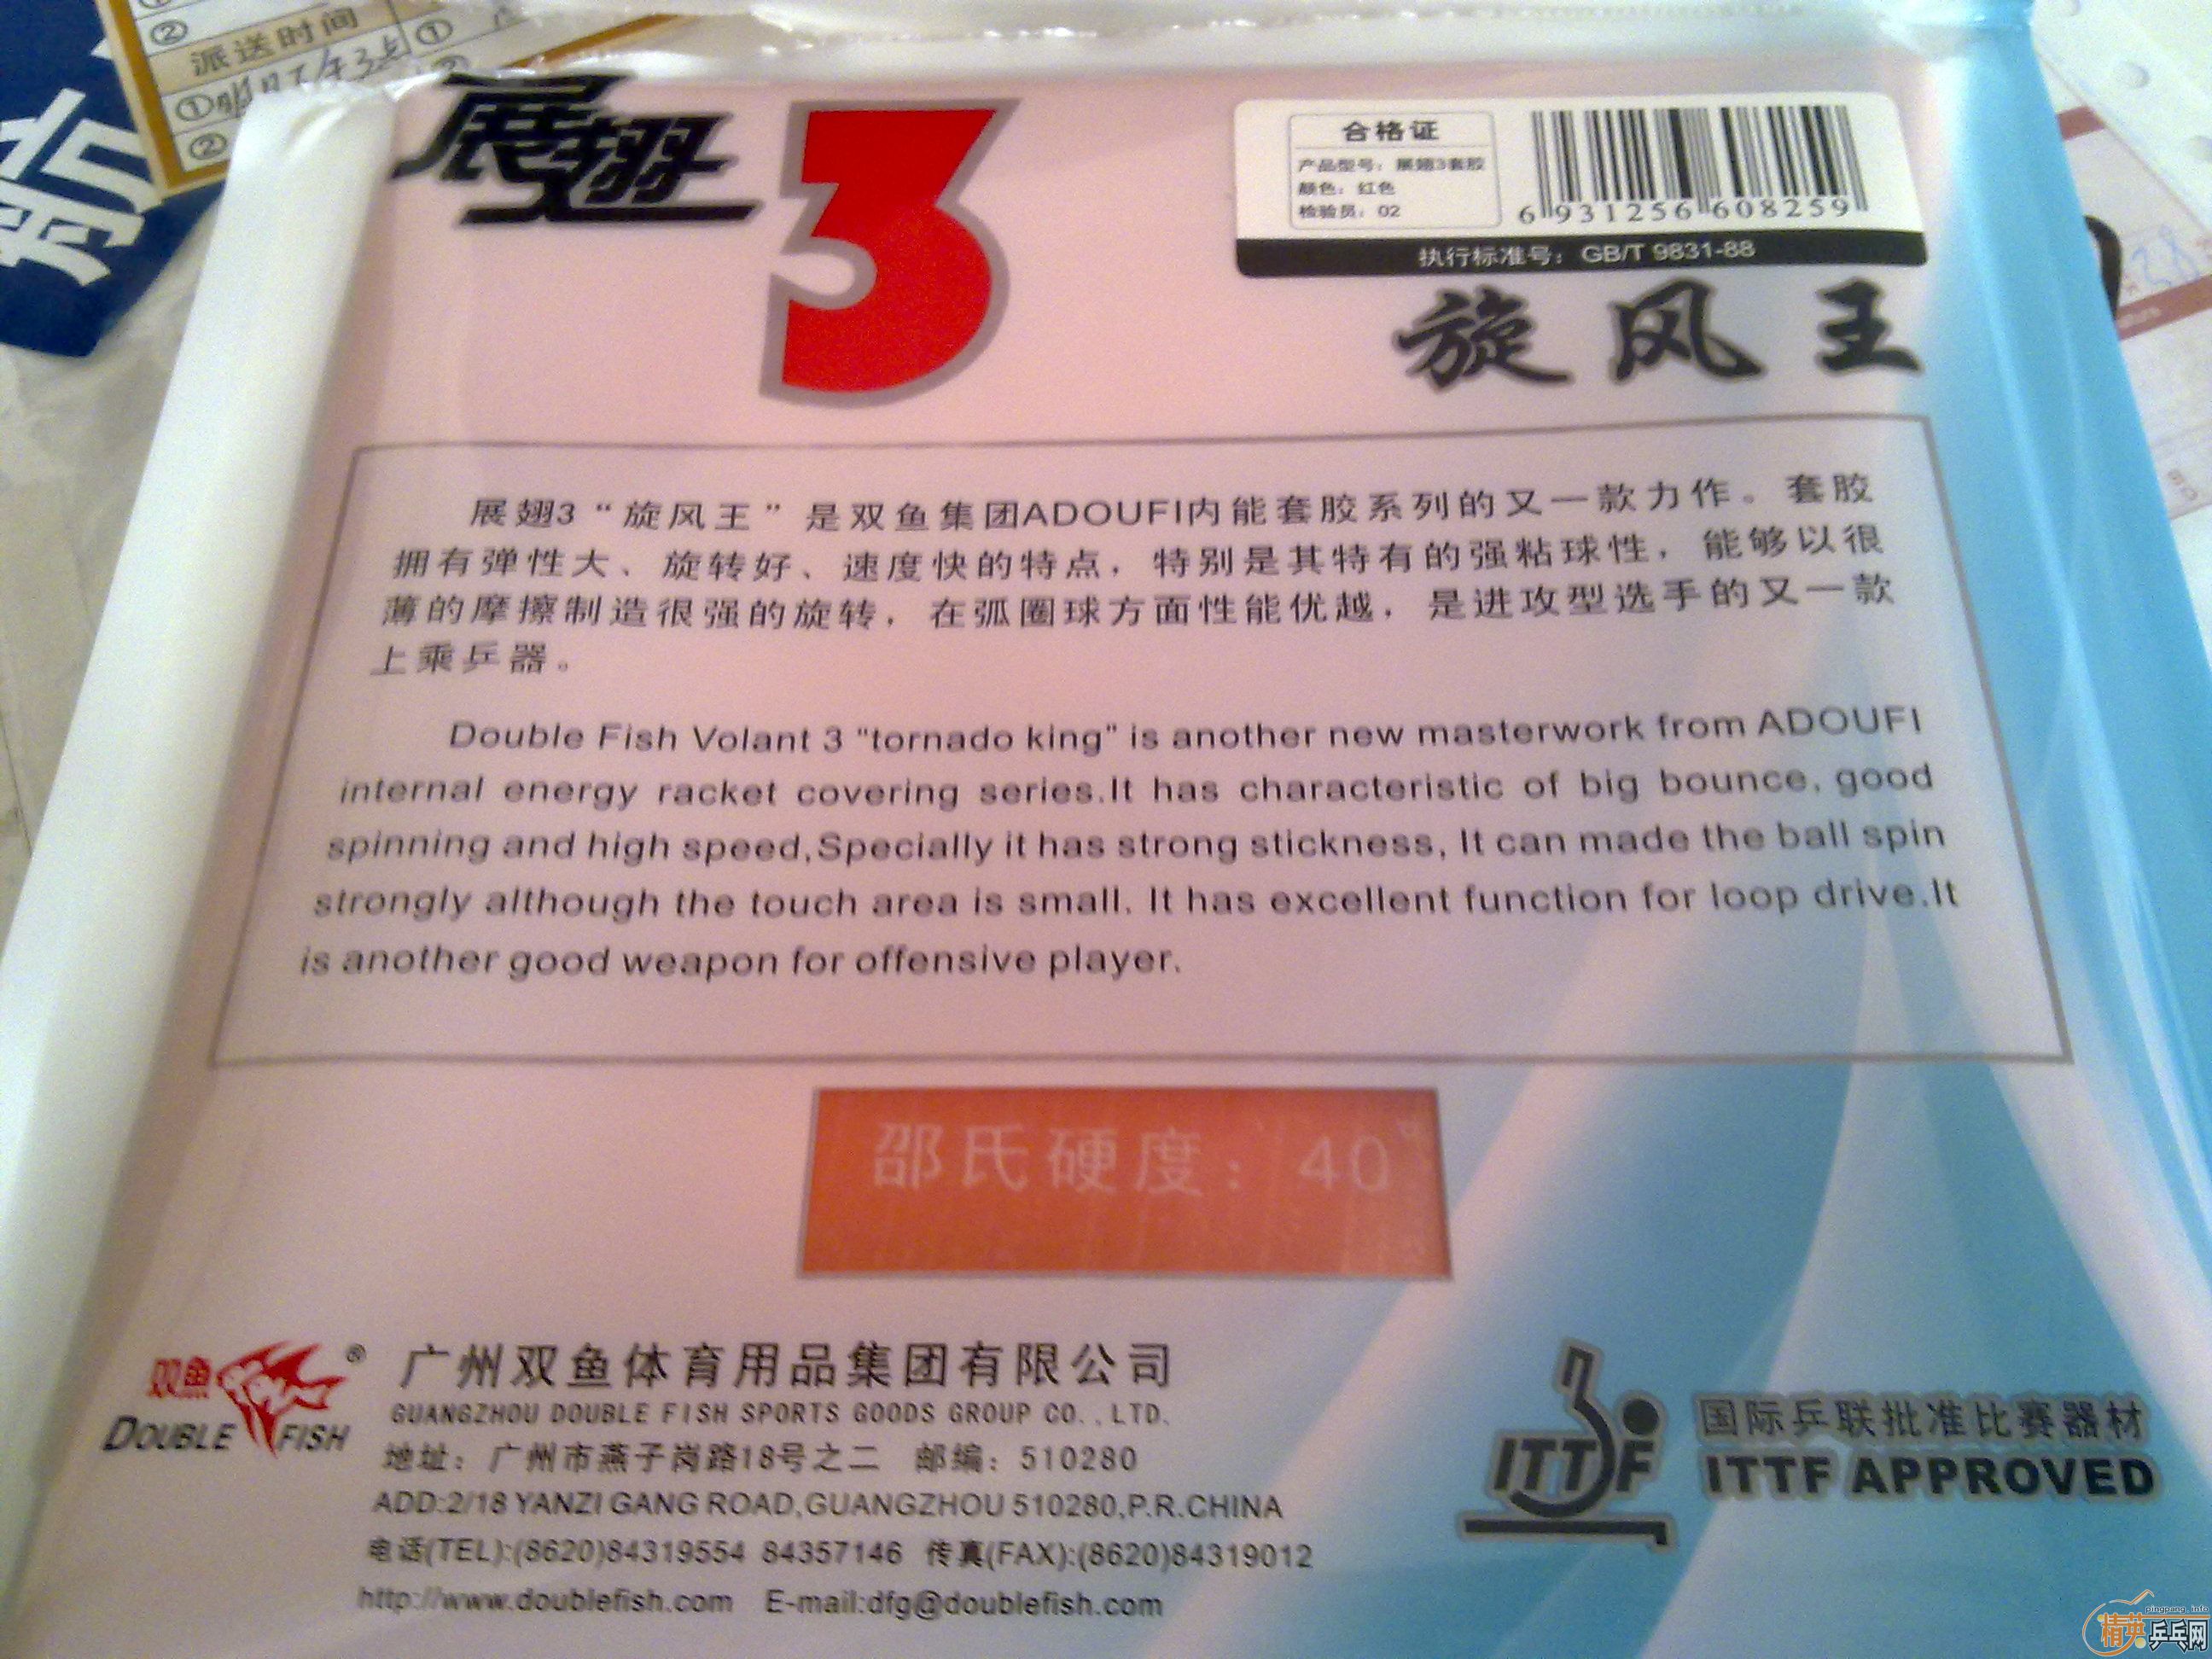 ②
派送时间
①
①明日下午3点
②
展翅
3
合格证
产品型号：展翅3套胶
颜色：红色
检验员：02
6 931256 608259
执行标准号：GB/T 9831-88
旋风王
展翅3“旋风王”是双鱼集团ADOUFI内能套胶系列的又一款力作。套胶
拥有弹性大、旋转好、速度快的特点，特别是其特有的强粘球性，能够以很
薄的摩擦制造很强的旋转，在弧圈球方面性能优越，是进攻型选手的又一款
上乘乒器。
Double Fish Volant 3 "tornado king" is another new masterwork from ADOUFI
internal energy racket covering series.It has characteristic of big bounce, good
spinning and high speed,Specially it has strong stickness, It can made the ball spin
strongly although the touch area is small. It has excellent function for loop drive.It
is another good weapon for offensive player.
邵氏硬度：40°
双鱼
DOUBLE FISH
®
广州双鱼体育用品集团有限公司
GUANGZHOU DOUBLE FISH SPORTS GOODS GROUP CO.,LTD.
地址：广州市燕子岗路18号之二 邮编：510280
ADD:2/18 YANZI GANG ROAD,GUANGZHOU 510280,P.R.CHINA
电话(TEL):(8620)84319554 84357146 传真(FAX):(8620)84319012
http://www.doublefish.com E-mail:dfg@doublefish.com
ITTF
国际乒联批准比赛器材
ITTF APPROVED
pingpang.info
精英乒乓网